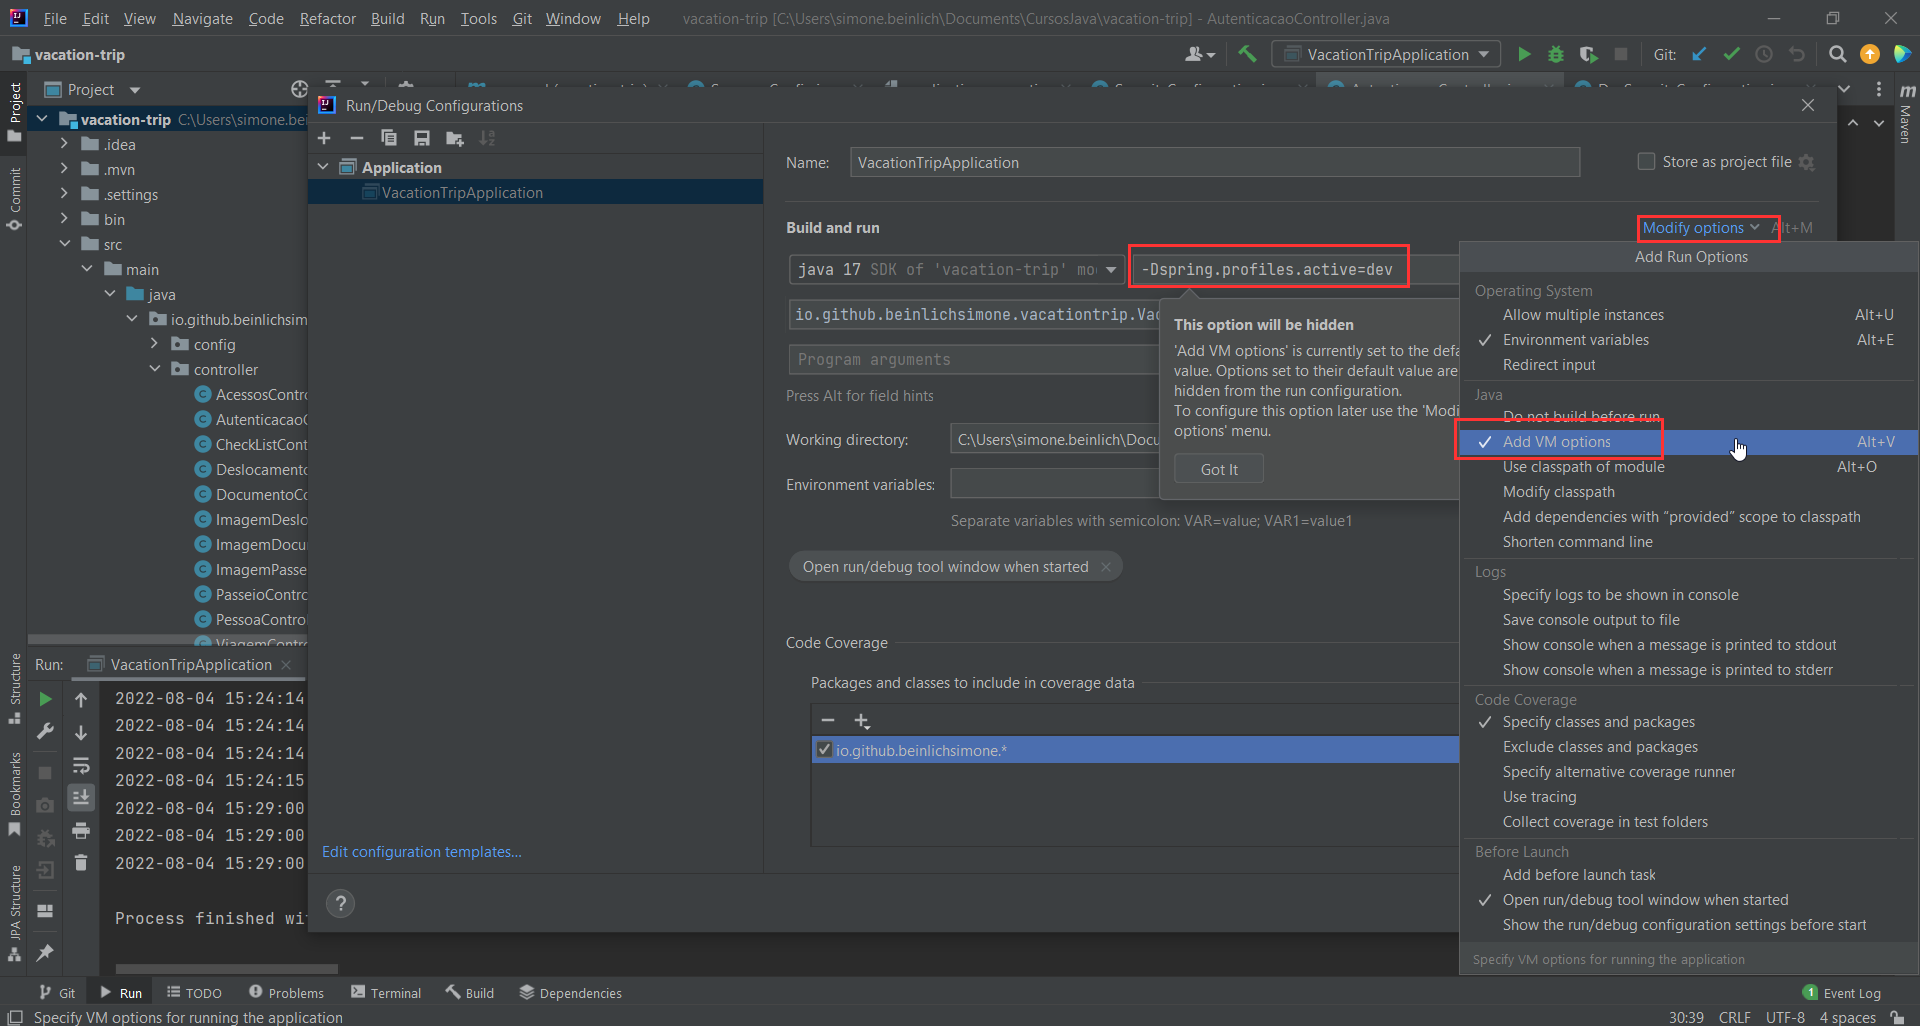 File Edit View Navigate Code Refactor Build Run Tools Git Window Help vacation-trip [C:\Users\simone.beinlich\Documents\CursosJava\vacation-trip] - AutenticacaoController.java
vacation-trip
VacationTripApplication
Git:
Project
Project
Commit
Structure
Bookmarks
JPA Structure
Maven
vacation-trip C:\Users\simone.bei
.idea
.mvn
.settings
bin
src
main
java
io.github.beinlichsim
config
controller
AcessosContro
Autenticacao
CheckListCont
Deslocament
DocumentoCo
ImagemDeslo
ImagemDocu
ImagemPasse
PasseioContro
PessoaContro
ViagemContro
Run/Debug Configurations
Application
VacationTripApplication
Edit configuration templates...
Name: VacationTripApplication
Store as project file
Build and run
Modify options Alt+M
java 17 SDK of 'vacation-trip' mo
-Dspring.profiles.active=dev
io.github.beinlichsimone.vacationtrip.Vac
Program arguments
Press Alt for field hints
Working directory: C:\Users\simone.beinlich\Docu
Environment variables:
Separate variables with semicolon: VAR=value; VAR1=value1
Open run/debug tool window when started
Code Coverage
Packages and classes to include in coverage data
io.github.beinlichsimone.*
This option will be hidden
'Add VM options' is currently set to the defa
value. Options set to their default value are
hidden from the run configuration.
To configure this option later use the 'Modi
options' menu.
Got It
Add Run Options
Operating System
Allow multiple instances Alt+U
Environment variables Alt+E
Redirect input
Java
Do not build before run
Add VM options Alt+V
Use classpath of module Alt+O
Modify classpath
Add dependencies with “provided” scope to classpath
Shorten command line
Logs
Specify logs to be shown in console
Save console output to file
Show console when a message is printed to stdout
Show console when a message is printed to stderr
Code Coverage
Specify classes and packages
Exclude classes and packages
Specify alternative coverage runner
Use tracing
Collect coverage in test folders
Before Launch
Add before launch task
Open run/debug tool window when started
Show the run/debug configuration settings before start
Specify VM options for running the application
Run: VacationTripApplication
2022-08-04 15:24:14
2022-08-04 15:24:14
2022-08-04 15:24:14
2022-08-04 15:24:15
2022-08-04 15:29:00
2022-08-04 15:29:00
2022-08-04 15:29:00
Process finished wi
Git Run TODO Problems Terminal Build Dependencies
1 Event Log
Specify VM options for running the application
30:39 CRLF UTF-8 4 spaces